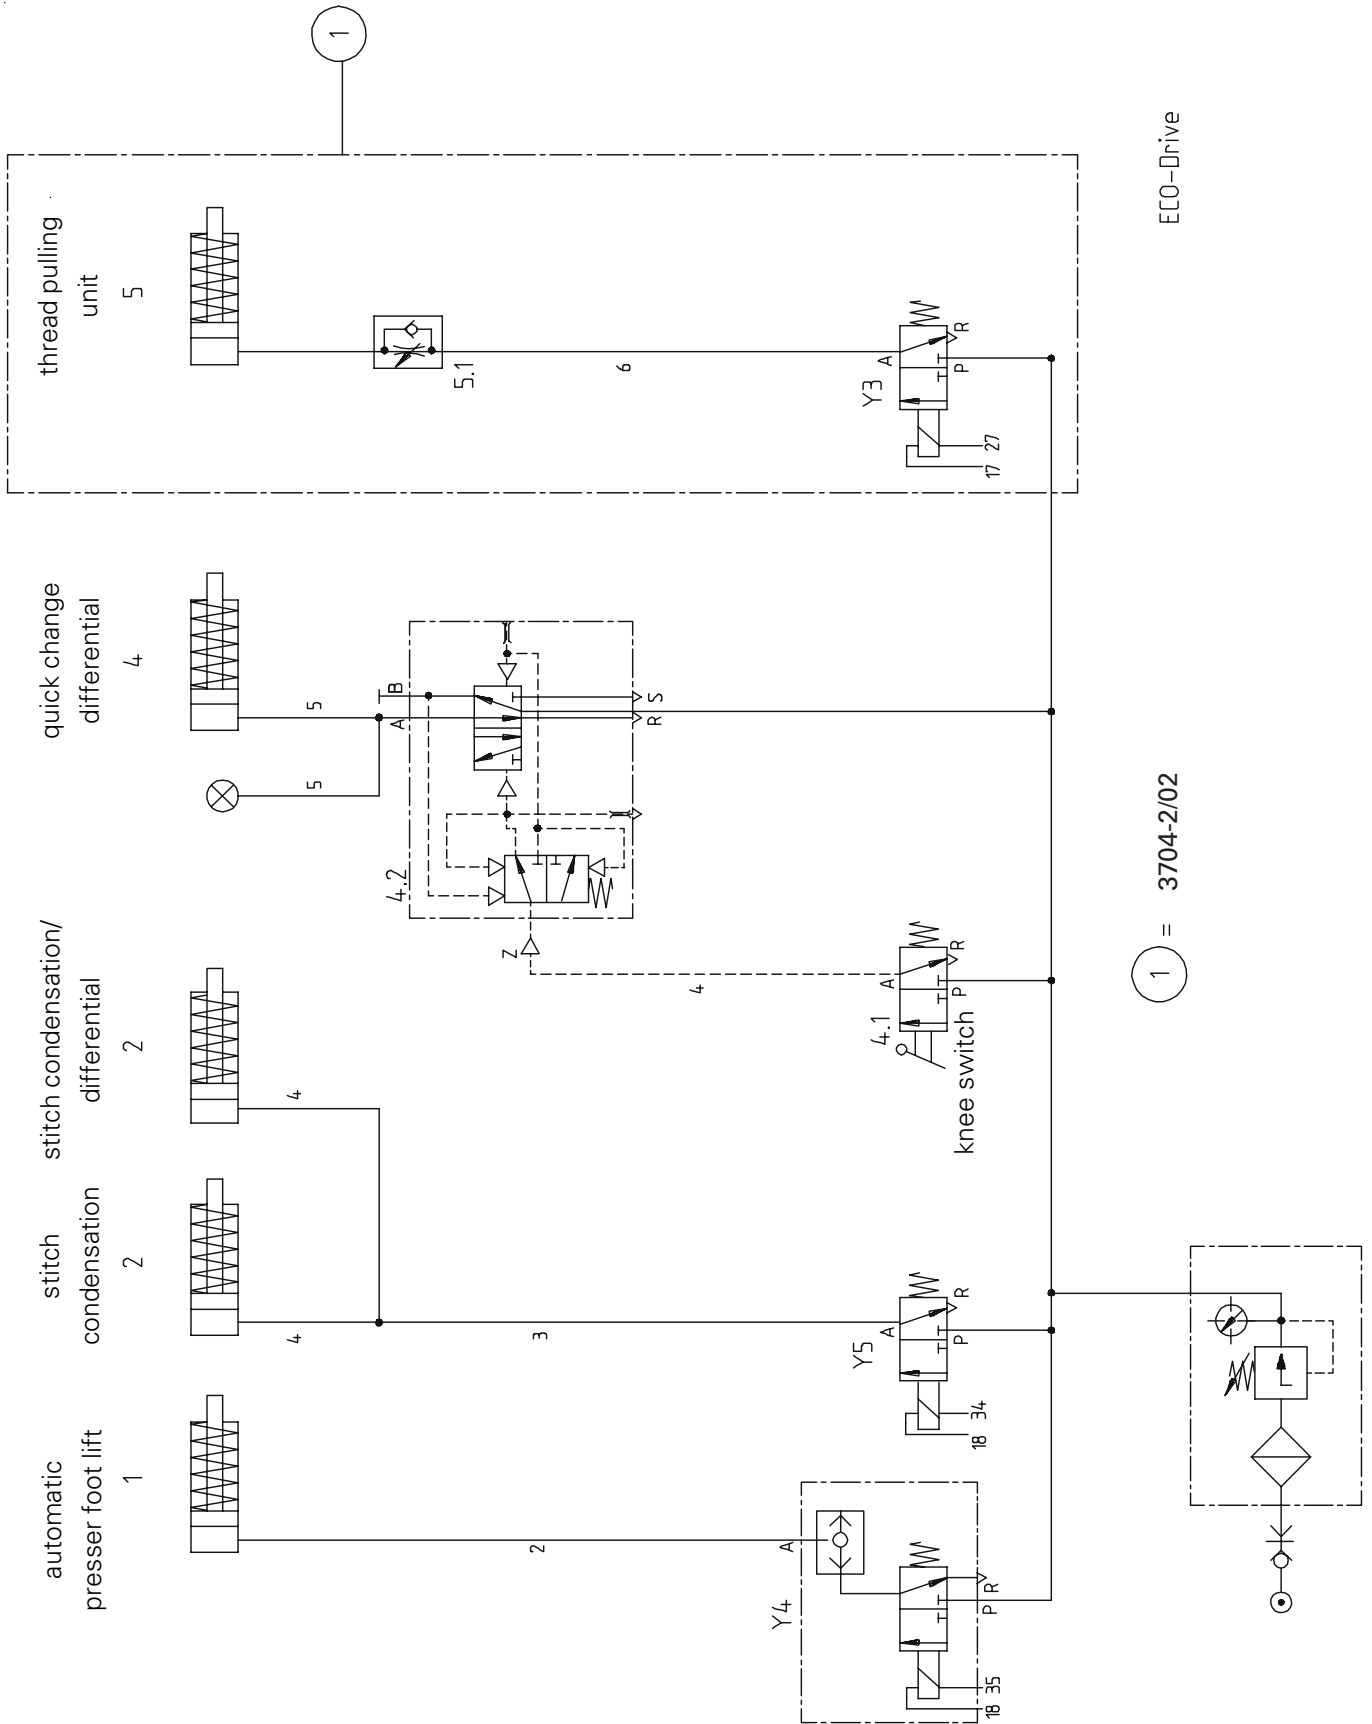 automatic
presser foot lift
1
stitch
condensation
2
stitch condensation/
differential
2
quick change
differential
4
thread pulling
unit
5
1
4
4
5
5
2
3
4
6
5.1
4.2
A
B
R
S
Z
Y4
A
P
R
18
35
Y5
A
P
R
18
34
4.1
A
P
R
knee switch
Y3
A
P
R
17
27
1 = 3704-2/02
ECO-Drive